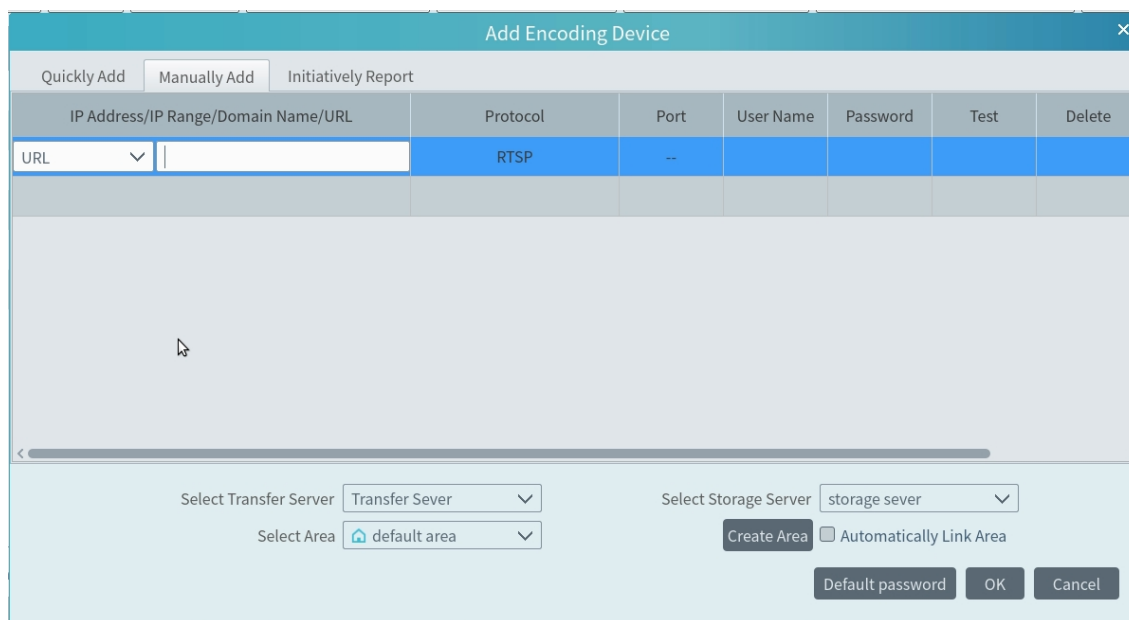 Add Encoding Device
Quickly Add Manually Add Initiatively Report
IP Address/IP Range/Domain Name/URL Protocol Port User Name Password Test Delete
URL RTSP --
Select Transfer Server Transfer Sever Select Storage Server storage sever
Select Area default area Create Area Automatically Link Area
Default password OK Cancel